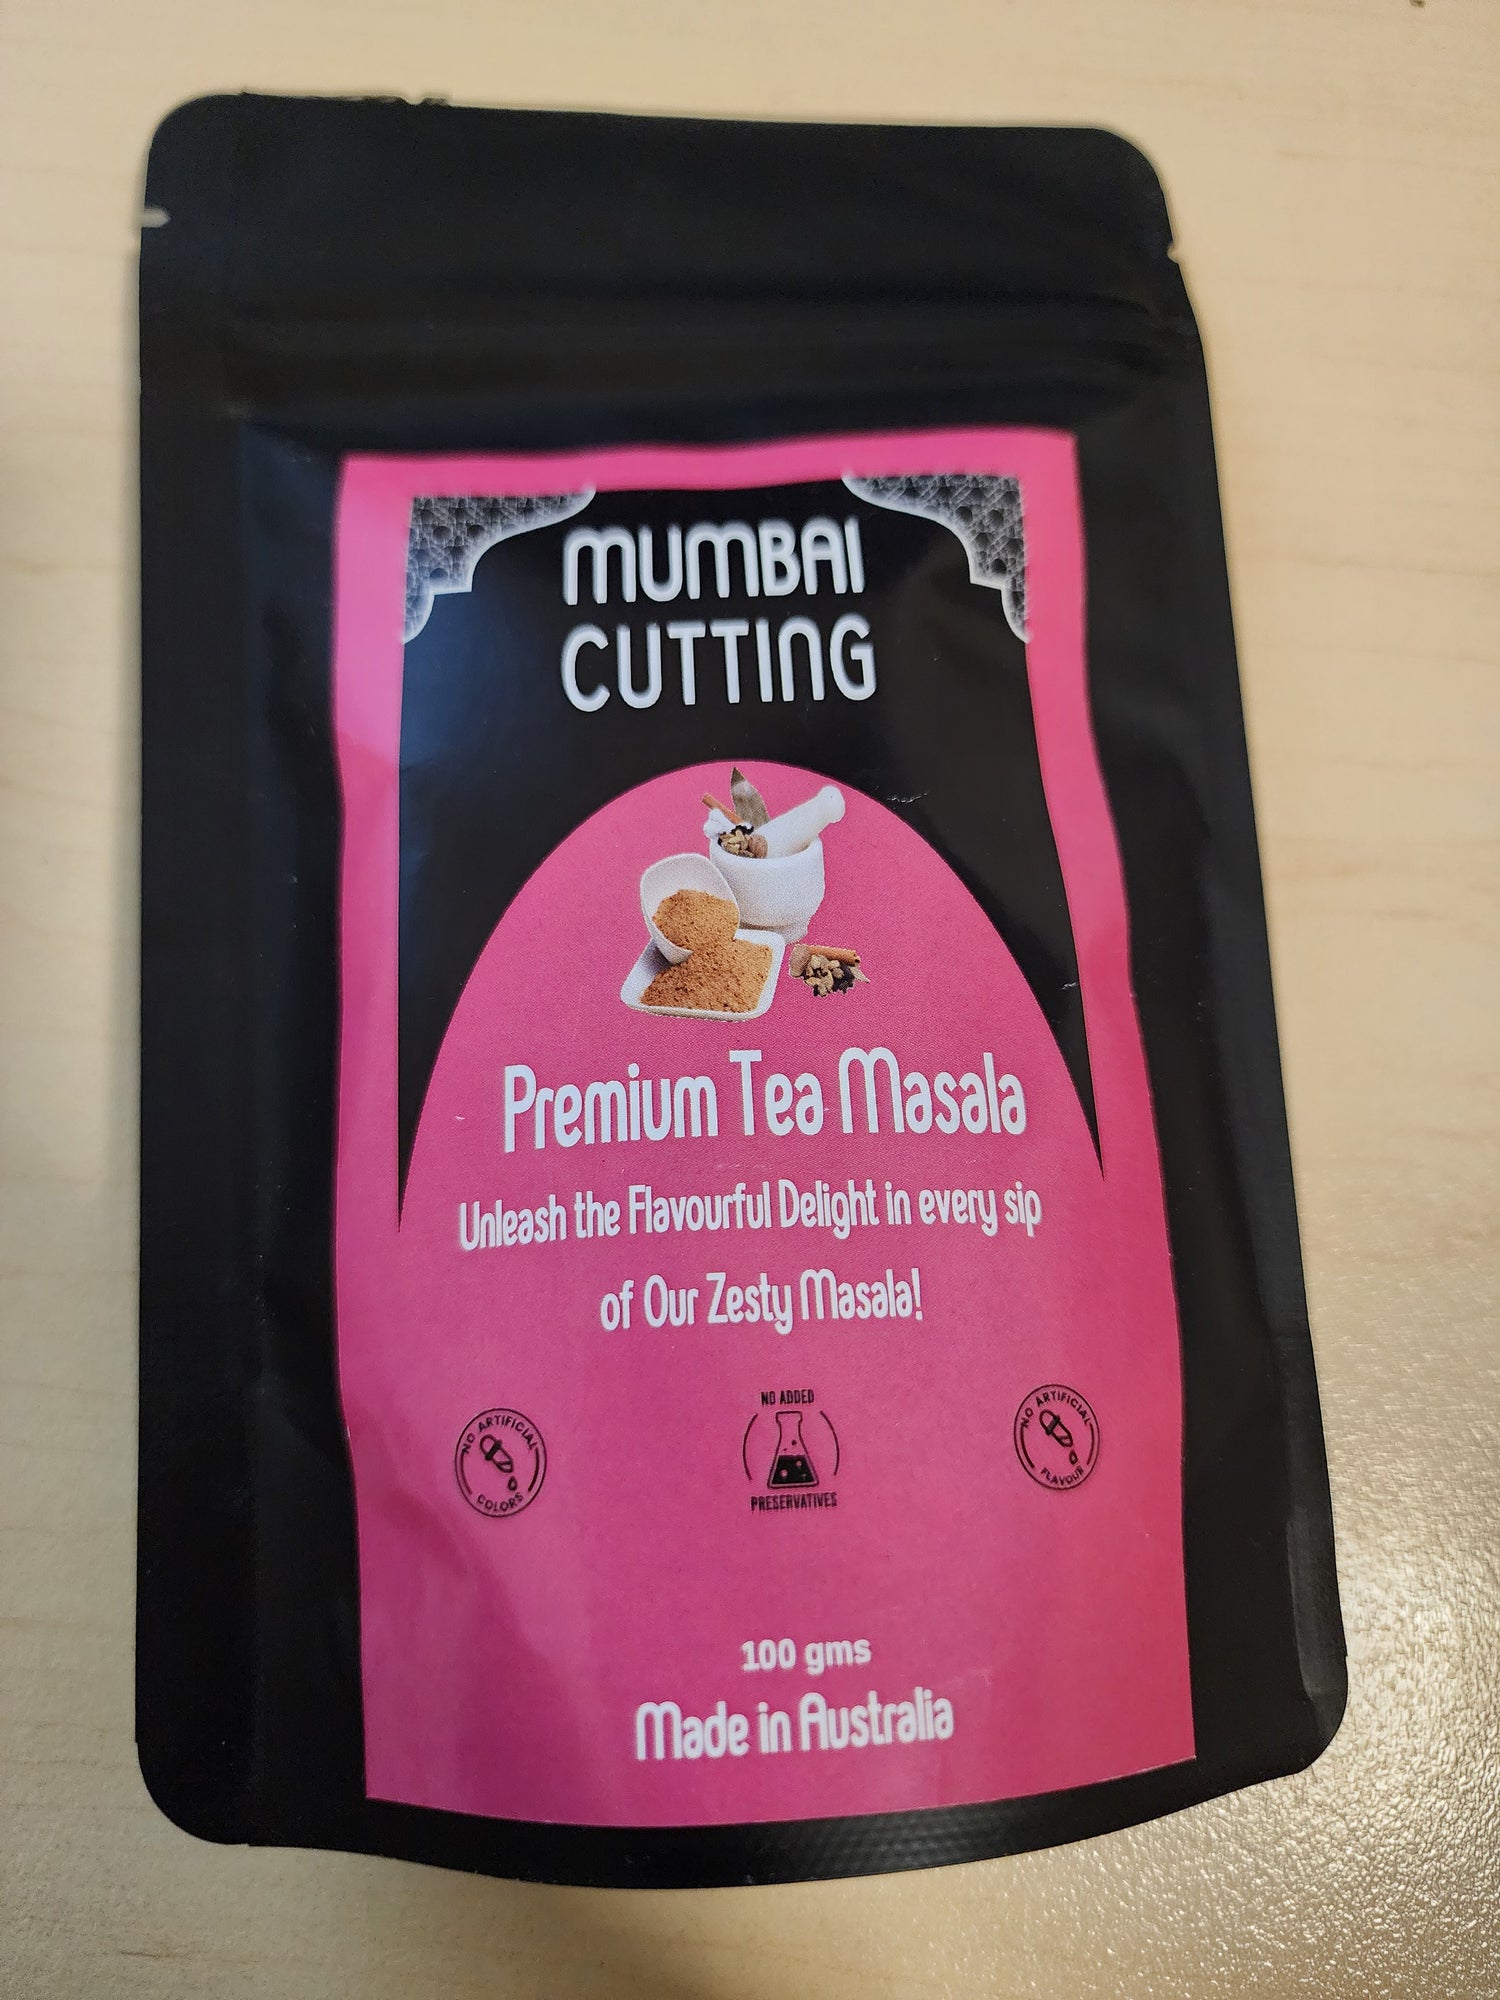 MUMBAI
CUTTING
Premium Tea Masala
Unleash the Flavourful Delight in every sip
of Our Zesty Masala!
NO ARTIFICIAL
COLORS
NO ADDED
PRESERVATIVES
NO ARTIFICIAL
FLAVOUR
100 gms
Made in Australia